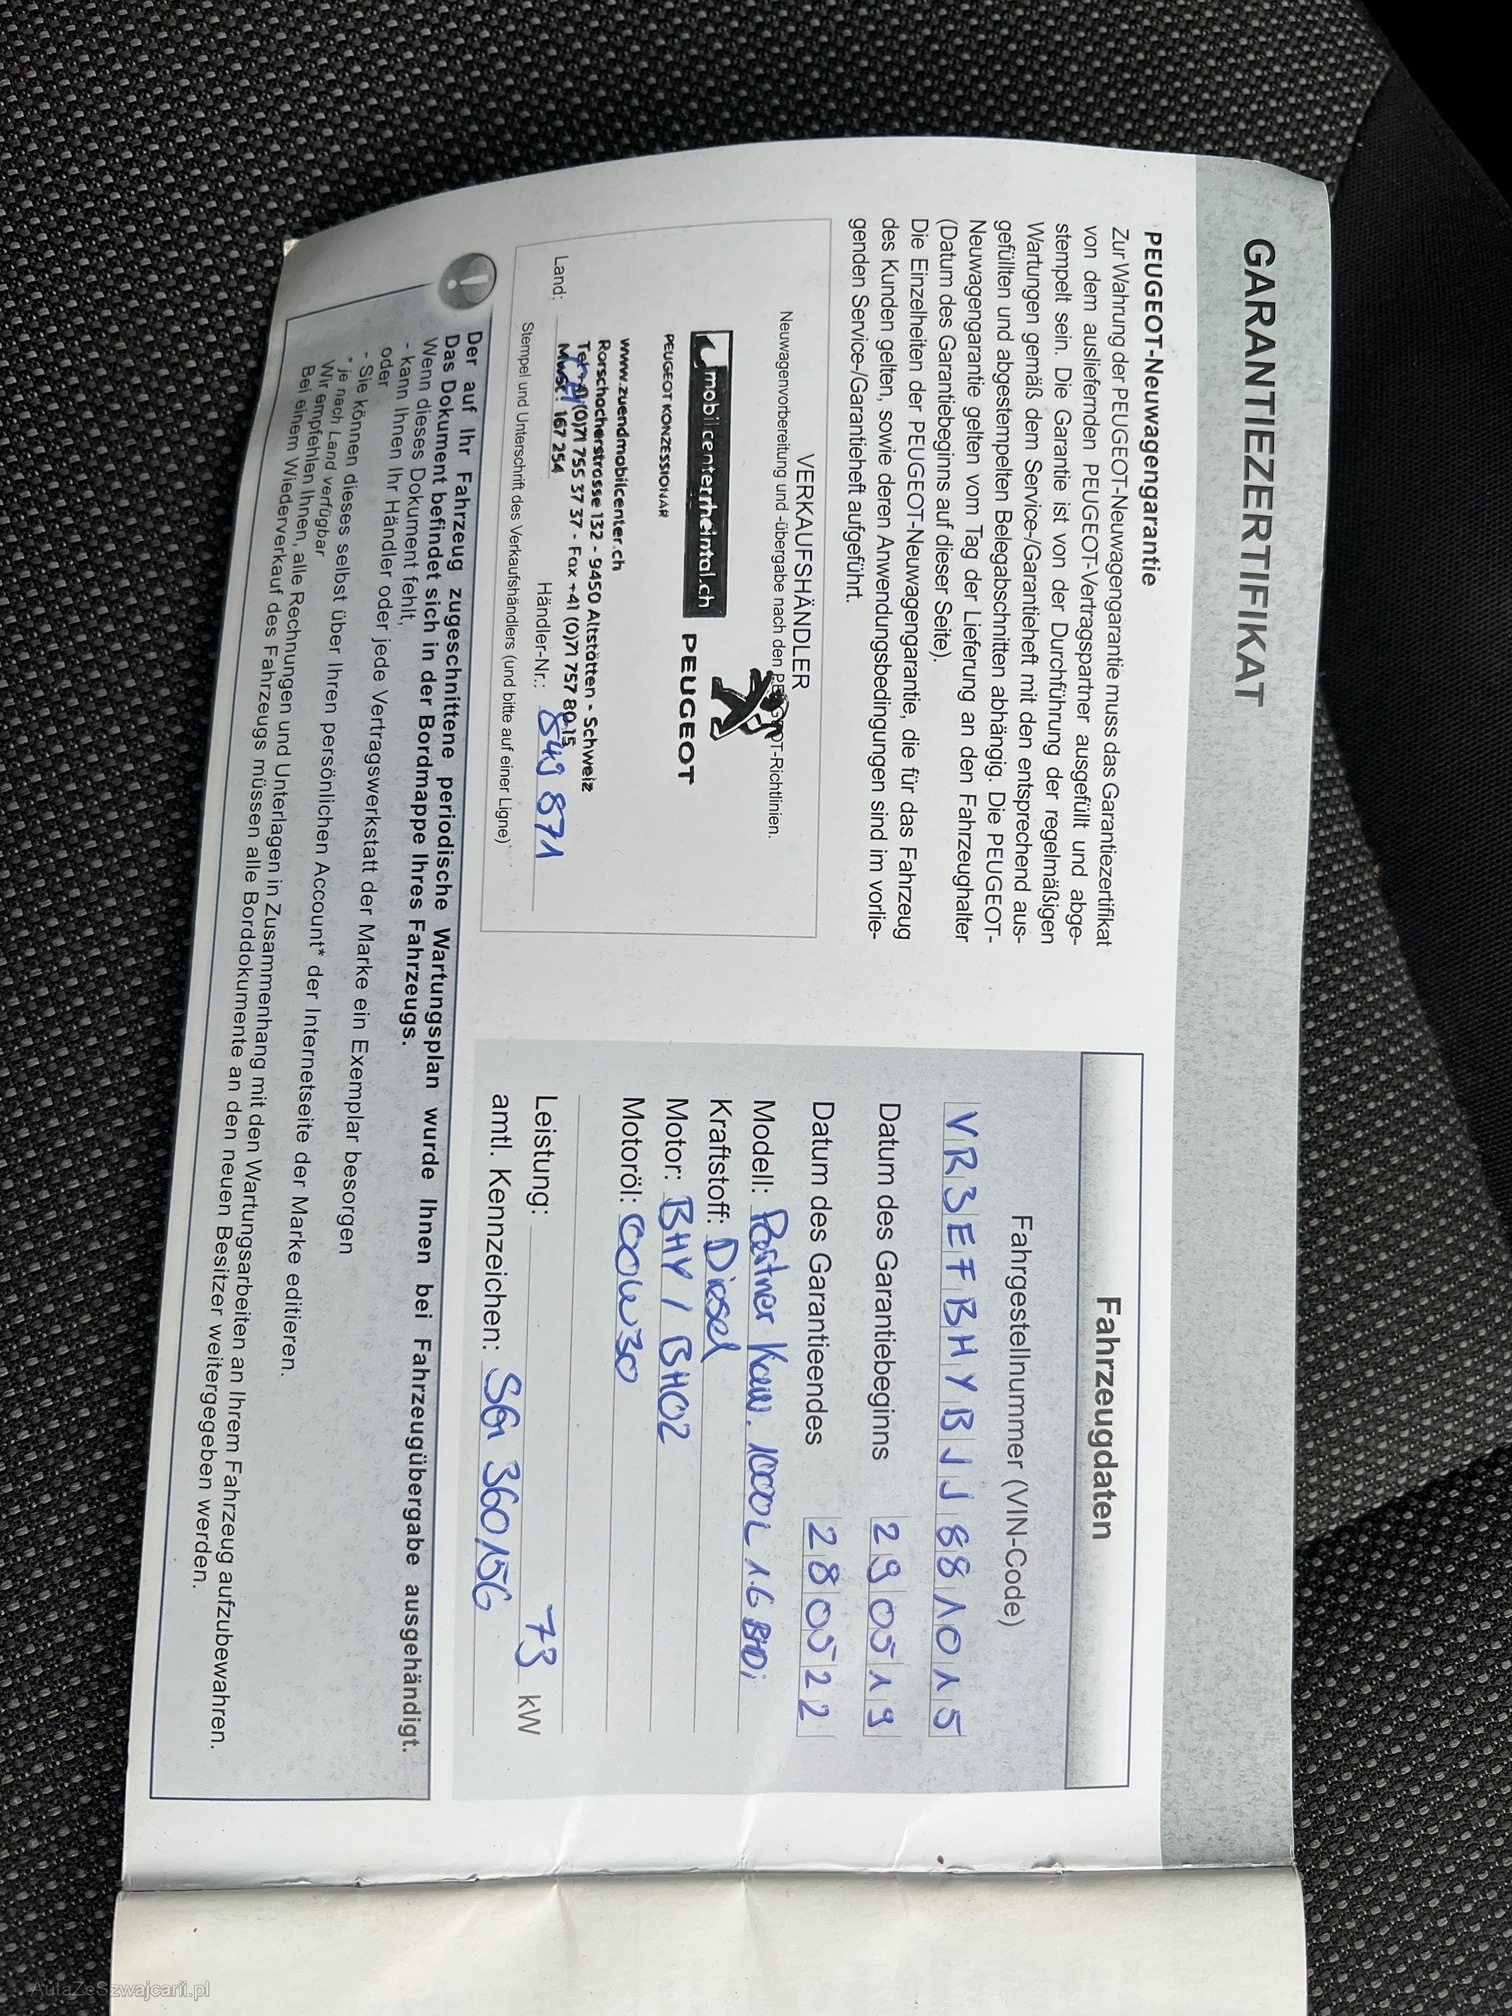 GARANTIEZERTIFIKAT
PEUGEOT-Neuwagengarantie
Zur Wahrung der PEUGEOT-Neuwagengarantie muss das Garantiezertifikat
von dem ausliefernden PEUGEOT-Vertragspartner ausgefüllt und abge-
stempelt sein. Die Garantie ist von der Durchführung der regelmäßigen
Wartungen gemäß dem Service-/Garantieheft mit den entsprechend aus-
gefüllten und abgestempelten Belegabschnitten abhängig. Die PEUGEOT-
Neuwagengarantie gelten vom Tag der Lieferung an den Fahrzeughalter
(Datum des Garantiebeginns auf dieser Seite).
Die Einzelheiten der PEUGEOT-Neuwagengarantie, die für das Fahrzeug
des Kunden gelten, sowie deren Anwendungsbedingungen sind im vorlie-
genden Service-/Garantieheft aufgeführt.
VERKAUFSHÄNDLER
Neuwagenvorbereitung und -übergabe nach den PEUGEOT-Richtlinien.
mobilcenterrheintal.ch
PEUGEOT KONZESSIONÄR
PEUGEOT
www.zuendmobilcenter.ch
Rorschacherstrasse 132 - 9450 Altstätten - Schweiz
Tel +41 (0)71 755 37 37 - Fax +41 (0)71 757 80 15
MwSt: 167 254
Land: CH
Händler-Nr.: 849 871
Stempel und Unterschrift des Verkaufshändlers (und bitte auf einer Ligne)
Fahrzeugdaten
Fahrgestellnummer (VIN-Code)
VR3EFBHYBJJ881015
Datum des Garantiebeginns 290519
Datum des Garantieendes 280522
Modell: Partner Kaw. 1000L 1.6 BHDi
Kraftstoff: Diesel
Motor: BHY / BH02
Motoröl: 00W30
Leistung: 73 kW
amtl. Kennzeichen: SG 360156
Der auf Ihr Fahrzeug zugeschnittene periodische Wartungsplan wurde Ihnen bei Fahrzeugübergabe ausgehändigt.
Das Dokument befindet sich in der Bordmappe Ihres Fahrzeugs.
Wenn dieses Dokument fehlt,
- kann Ihnen Ihr Händler oder jede Vertragswerkstatt der Marke ein Exemplar besorgen
oder
- Sie können dieses selbst über Ihren persönlichen Account* der Internetseite der Marke editieren.
* je nach Land verfügbar
Wir empfehlen Ihnen, alle Rechnungen und Unterlagen in Zusammenhang mit den Wartungsarbeiten an Ihrem Fahrzeug aufzubewahren.
Bei einem Wiederverkauf des Fahrzeugs müssen alle Borddokumente an den neuen Besitzer weitergegeben werden.
AutaZeSzwajcarii.pl